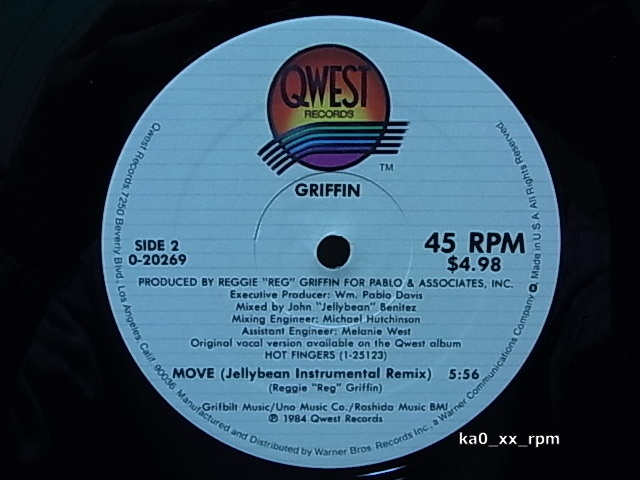 QWEST
RECORDS
TM
GRIFFIN
SIDE 2
0-20269
45 RPM
$4.98
PRODUCED BY REGGIE "REG" GRIFFIN FOR PABLO & ASSOCIATES, INC.
Executive Producer: Wm. Pablo Davis
Mixed by John "Jellybean" Benitez
Mixing Engineer: Michael Hutchinson
Assistant Engineer: Melanie West
Original vocal version available on the Qwest album
HOT FINGERS (1-25123)
MOVE (Jellybean Instrumental Remix) 5:56
(Reggie "Reg" Griffin)
Grifbilt Music/Uno Music Co./Rashida Music BMI
℗ 1984 Qwest Records
Qwest Records; 7250 Beverly Blvd., Los Angeles, Calif. 90036. Manufactured and Distributed by Warner Bros. Records Inc., a Warner Communications Company. Made in U.S.A. All Rights Reserved.
ka0_xx_rpm